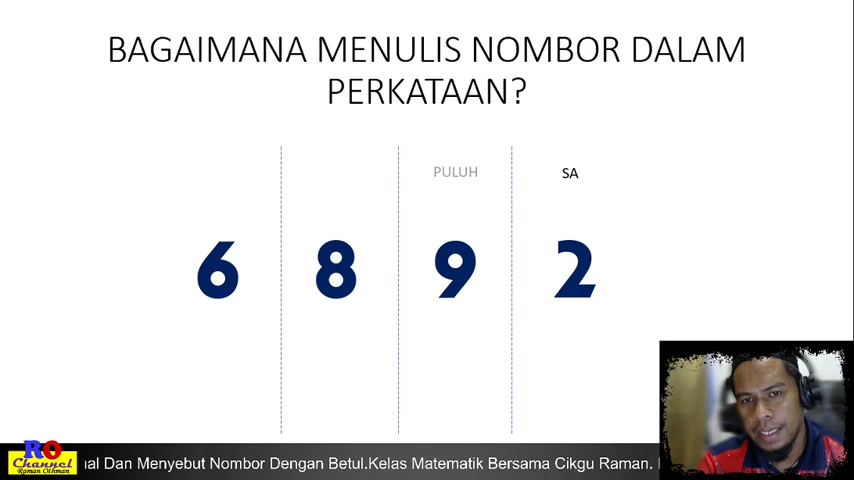 BAGAIMANA MENULIS NOMBOR DALAM
PERKATAAN?
PULUH SA
6 8 9 2
RO
Channel
Raman Othman
nal Dan Menyebut Nombor Dengan Betul.Kelas Matematik Bersama Cikgu Raman.